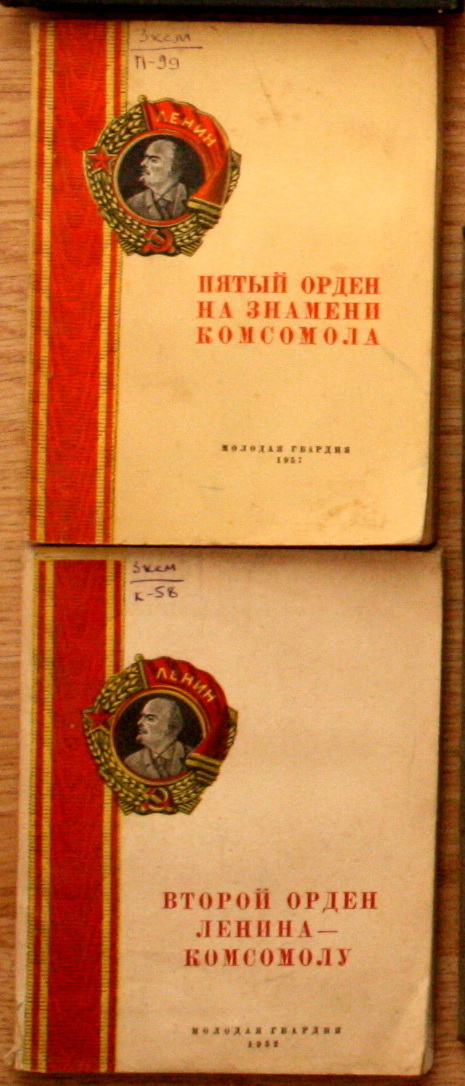 3ксм
П-99
ЛЕНИН
ПЯТЫЙ ОРДЕН
НА ЗНАМЕНИ
КОМСОМОЛА
МОЛОДАЯ ГВАРДИЯ
1957
3ксм
К-58
ЛЕНИН
ВТОРОЙ ОРДЕН
ЛЕНИНА—
КОМСОМОЛУ
МОЛОДАЯ ГВАРДИЯ
1952